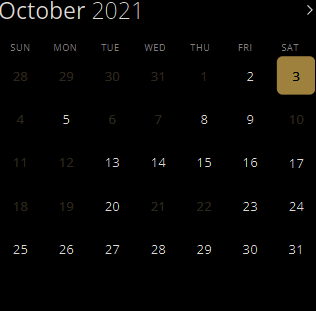 October 2021
SUN MON TUE WED THU FRI SAT
28 29 30 31 1 2 3
4 5 6 7 8 9 10
11 12 13 14 15 16 17
18 19 20 21 22 23 24
25 26 27 28 29 30 31